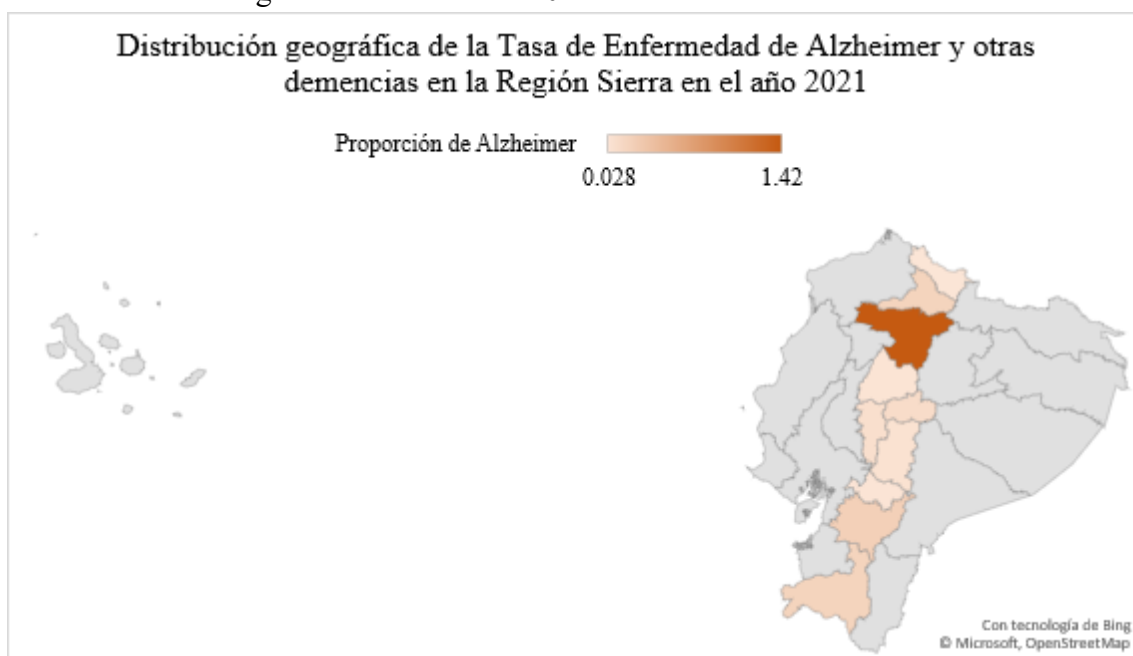 Distribución geográfica de la Tasa de Enfermedad de Alzheimer y otras
demencias en la Región Sierra en el año 2021
Proporción de Alzheimer
0.028 1.42
Con tecnología de Bing
© Microsoft, OpenStreetMap